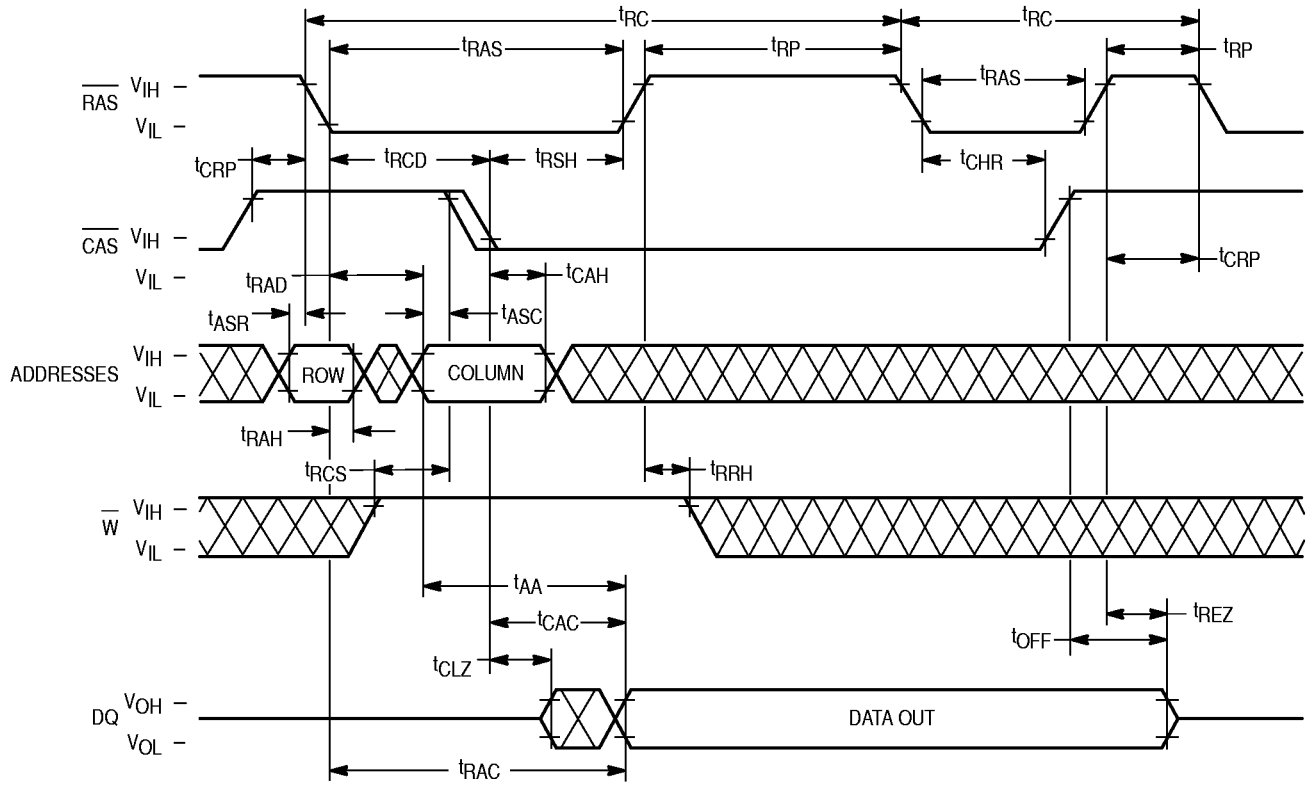 tRC tRC
tRAS tRP tRP
tRAS
RAS VIH –
VIL –
tCRP tRCD tRSH tCHR
CAS VIH –
VIL –
tRAD tCAH tCRP
tASR tASC
ADDRESSES VIH –
VIL –
ROW COLUMN
tRAH
tRCS tRRH
W VIH –
VIL –
tAA
tCAC tREZ
tOFF
tCLZ
DQ VOH –
VOL –
DATA OUT
tRAC